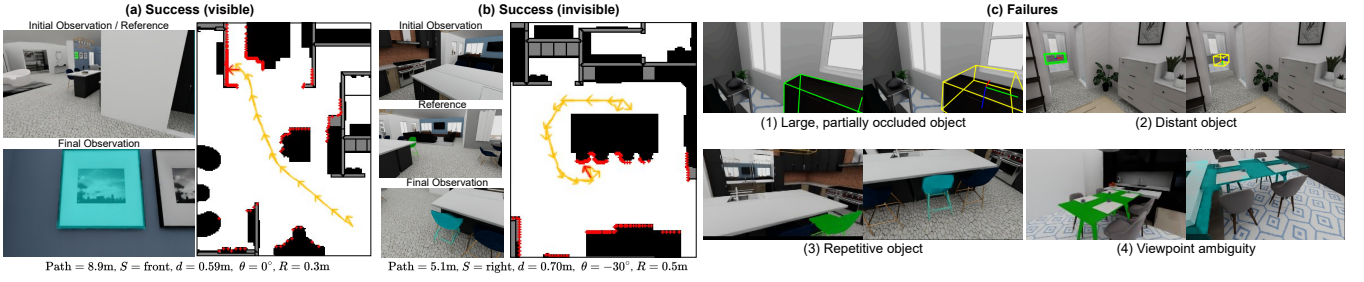 (a) Success (visible)
Initial Observation / Reference
Final Observation
Path = 8.9m, S = front, d = 0.59m, θ = 0°, R = 0.3m
(b) Success (invisible)
Initial Observation
Reference
Final Observation
Path = 5.1m, S = right, d = 0.70m, θ = −30°, R = 0.5m
(c) Failures
(1) Large, partially occluded object
(2) Distant object
(3) Repetitive object
(4) Viewpoint ambiguity